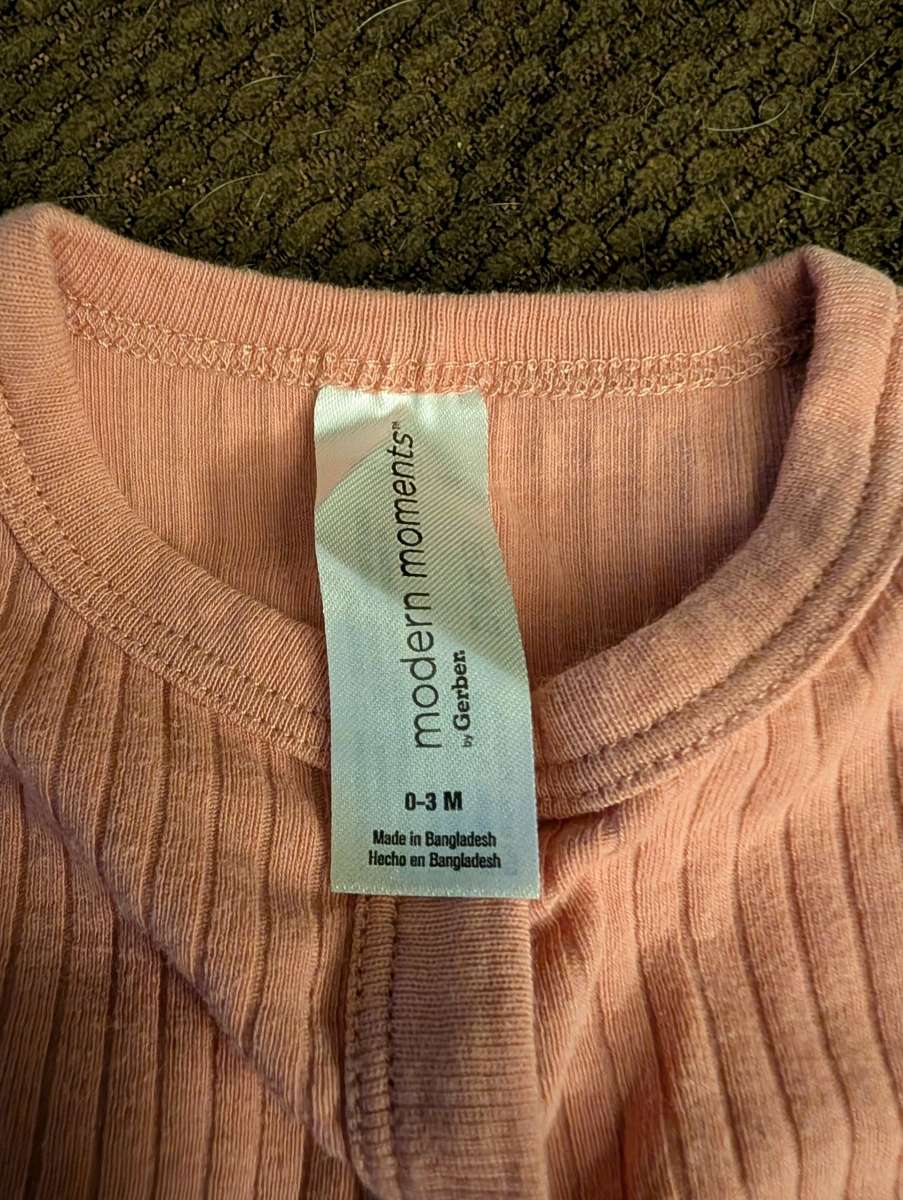 modern moments™
by Gerber.
0-3 M
Made in Bangladesh
Hecho en Bangladesh